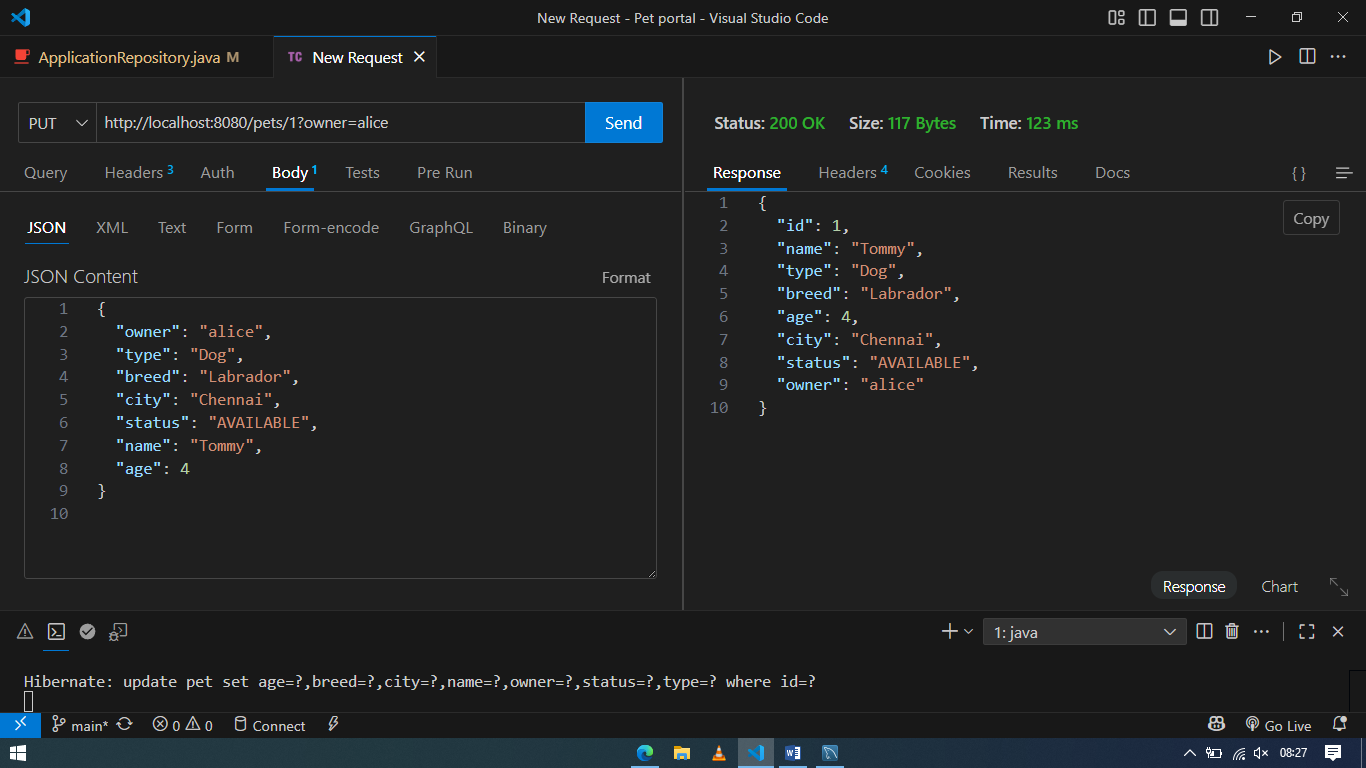 New Request - Pet portal - Visual Studio Code
ApplicationRepository.java M
TC New Request
PUT http://localhost:8080/pets/1?owner=alice Send
Query Headers 3 Auth Body 1 Tests Pre Run
JSON XML Text Form Form-encode GraphQL Binary
JSON Content Format
1 {
2 "owner": "alice",
3 "type": "Dog",
4 "breed": "Labrador",
5 "city": "Chennai",
6 "status": "AVAILABLE",
7 "name": "Tommy",
8 "age": 4
9 }
10
Status: 200 OK Size: 117 Bytes Time: 123 ms
Response Headers 4 Cookies Results Docs { }
Copy
1 {
2 "id": 1,
3 "name": "Tommy",
4 "type": "Dog",
5 "breed": "Labrador",
6 "age": 4,
7 "city": "Chennai",
8 "status": "AVAILABLE",
9 "owner": "alice"
10 }
Response Chart
1: java
Hibernate: update pet set age=?,breed=?,city=?,name=?,owner=?,status=?,type=? where id=?
main* 0 0 Connect Go Live
08:27